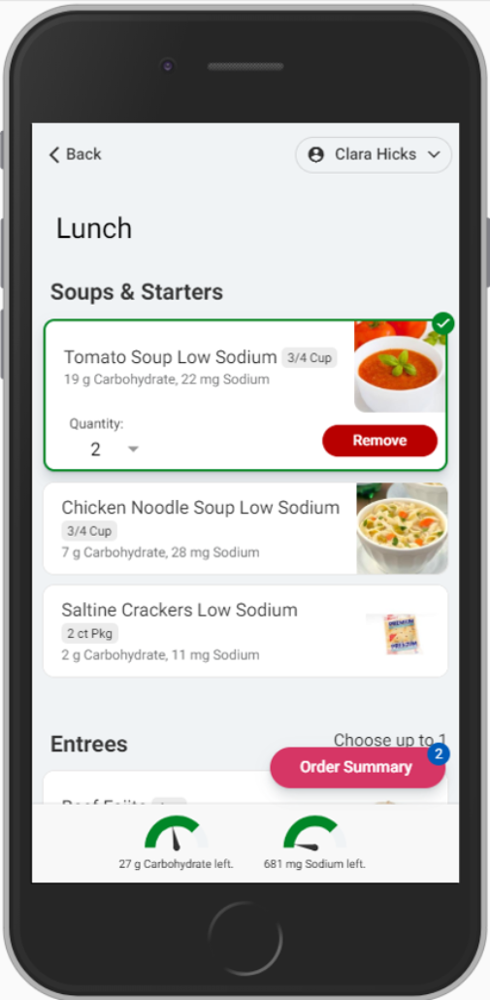 Back
Clara Hicks
Lunch
Soups & Starters
Tomato Soup Low Sodium 3/4 Cup
19 g Carbohydrate, 22 mg Sodium
Quantity:
2
Remove
Chicken Noodle Soup Low Sodium
3/4 Cup
7 g Carbohydrate, 28 mg Sodium
Saltine Crackers Low Sodium
2 ct Pkg
2 g Carbohydrate, 11 mg Sodium
PREMIUM
Entrees
Choose up to 1
2
Order Summary
27 g Carbohydrate left.
681 mg Sodium left.